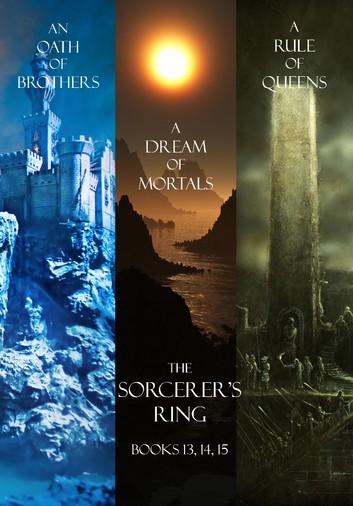 AN
OATH
OF
BROTHERS
A
DREAM
OF
MORTALS
A
RULE
OF
QUEENS
THE
SORCERER'S
RING
BOOKS 13, 14, 15